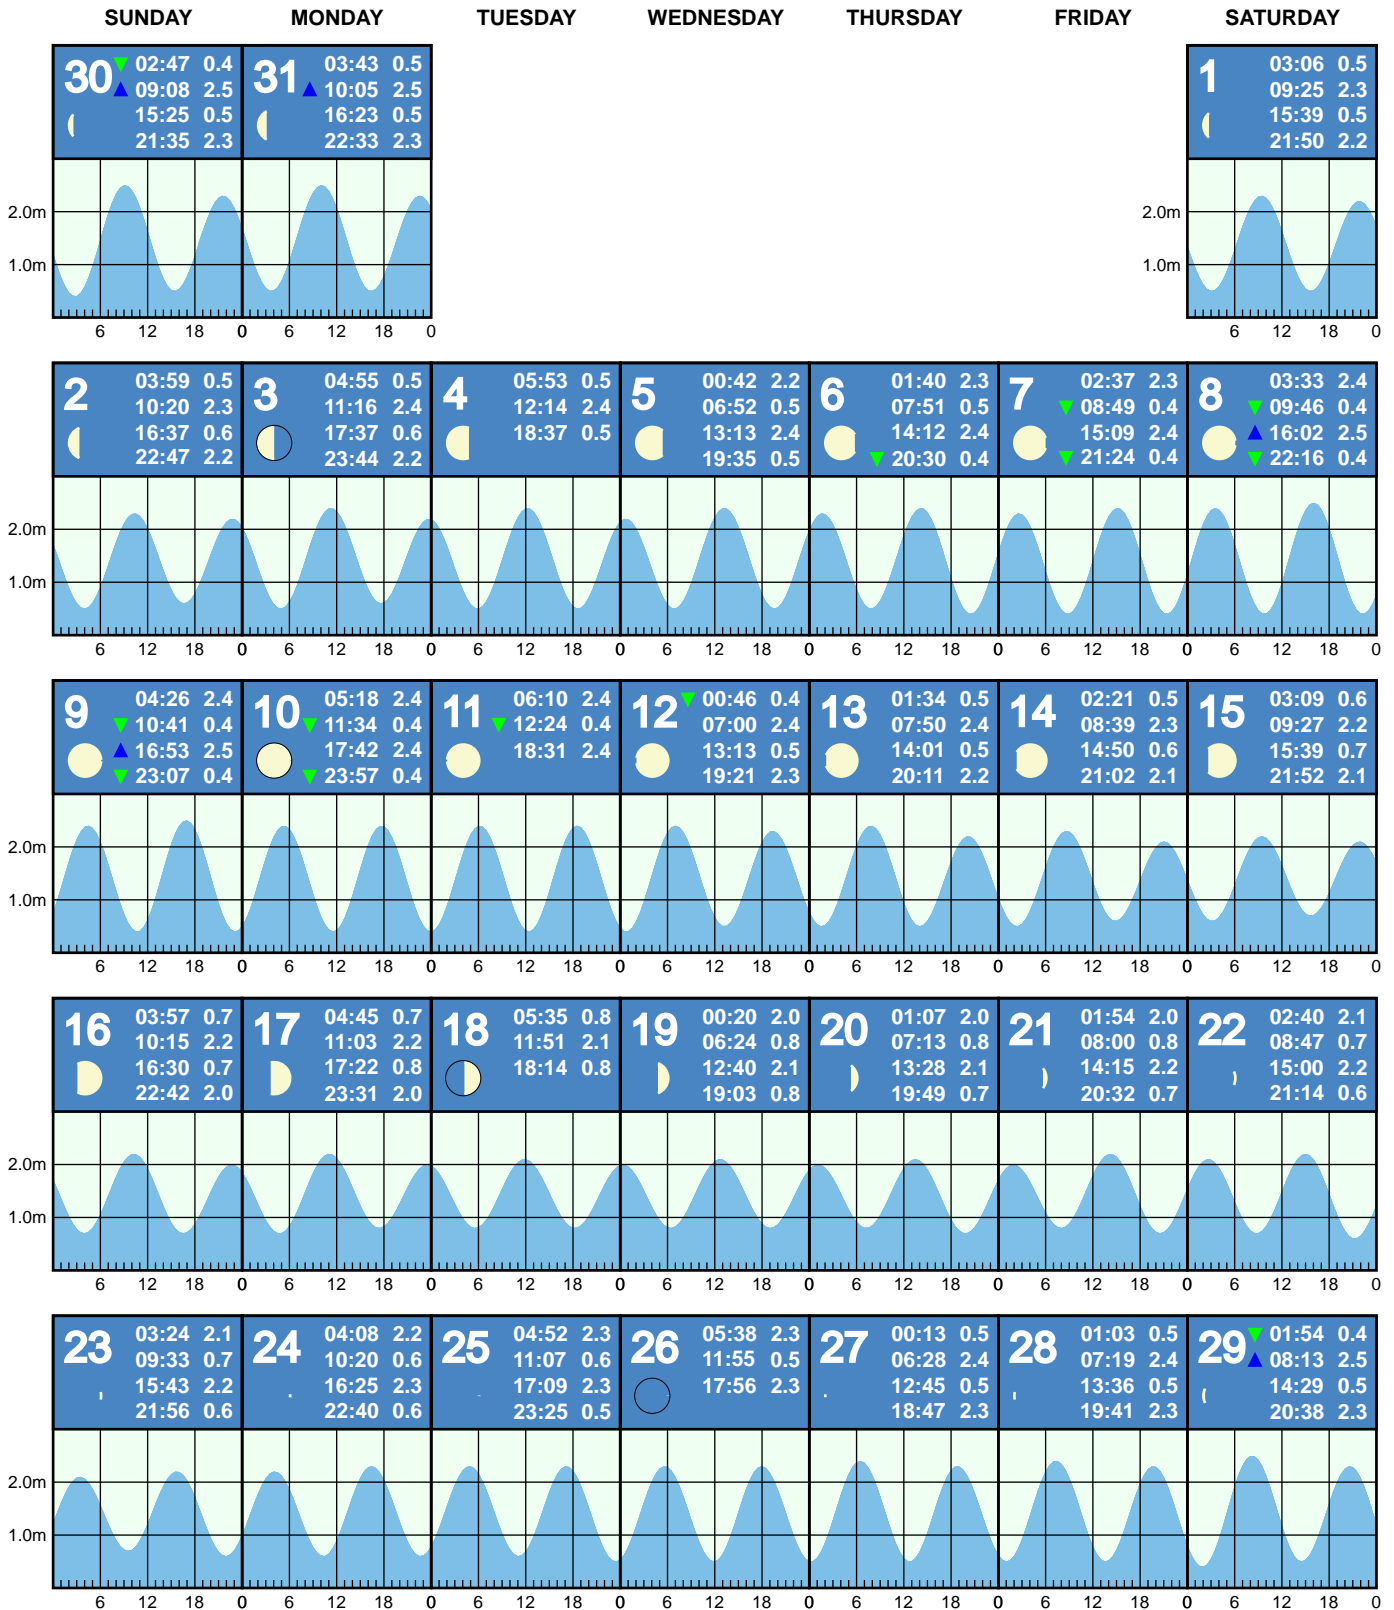 SUNDAY MONDAY TUESDAY WEDNESDAY THURSDAY FRIDAY SATURDAY
30 02:47 0.4
09:08 2.5
15:25 0.5
21:35 2.3
31 03:43 0.5
10:05 2.5
16:23 0.5
22:33 2.3
1 03:06 0.5
09:25 2.3
15:39 0.5
21:50 2.2
2.0m 2.0m
1.0m 1.0m
6 12 18 0 6 12 18 0 6 12 18 0
2 03:59 0.5
10:20 2.3
16:37 0.6
22:47 2.2
3 04:55 0.5
11:16 2.4
17:37 0.6
23:44 2.2
4 05:53 0.5
12:14 2.4
18:37 0.5
5 00:42 2.2
06:52 0.5
13:13 2.4
19:35 0.5
6 01:40 2.3
07:51 0.5
14:12 2.4
20:30 0.4
7 02:37 2.3
08:49 0.4
15:09 2.4
21:24 0.4
8 03:33 2.4
09:46 0.4
16:02 2.5
22:16 0.4
2.0m
1.0m
6 12 18 0 6 12 18 0 6 12 18 0 6 12 18 0 6 12 18 0 6 12 18 0 6 12 18 0
9 04:26 2.4
10:41 0.4
16:53 2.5
23:07 0.4
10 05:18 2.4
11:34 0.4
17:42 2.4
23:57 0.4
11 06:10 2.4
12:24 0.4
18:31 2.4
12 00:46 0.4
07:00 2.4
13:13 0.5
19:21 2.3
13 01:34 0.5
07:50 2.4
14:01 0.5
20:11 2.2
14 02:21 0.5
08:39 2.3
14:50 0.6
21:02 2.1
15 03:09 0.6
09:27 2.2
15:39 0.7
21:52 2.1
2.0m
1.0m
6 12 18 0 6 12 18 0 6 12 18 0 6 12 18 0 6 12 18 0 6 12 18 0 6 12 18 0
16 03:57 0.7
10:15 2.2
16:30 0.7
22:42 2.0
17 04:45 0.7
11:03 2.2
17:22 0.8
23:31 2.0
18 05:35 0.8
11:51 2.1
18:14 0.8
19 00:20 2.0
06:24 0.8
12:40 2.1
19:03 0.8
20 01:07 2.0
07:13 0.8
13:28 2.1
19:49 0.7
21 01:54 2.0
08:00 0.8
14:15 2.2
20:32 0.7
22 02:40 2.1
08:47 0.7
15:00 2.2
21:14 0.6
2.0m
1.0m
6 12 18 0 6 12 18 0 6 12 18 0 6 12 18 0 6 12 18 0 6 12 18 0 6 12 18 0
23 03:24 2.1
09:33 0.7
15:43 2.2
21:56 0.6
24 04:08 2.2
10:20 0.6
16:25 2.3
22:40 0.6
25 04:52 2.3
11:07 0.6
17:09 2.3
23:25 0.5
26 05:38 2.3
11:55 0.5
17:56 2.3
27 00:13 0.5
06:28 2.4
12:45 0.5
18:47 2.3
28 01:03 0.5
07:19 2.4
13:36 0.5
19:41 2.3
29 01:54 0.4
08:13 2.5
14:29 0.5
20:38 2.3
2.0m
1.0m
6 12 18 0 6 12 18 0 6 12 18 0 6 12 18 0 6 12 18 0 6 12 18 0 6 12 18 0